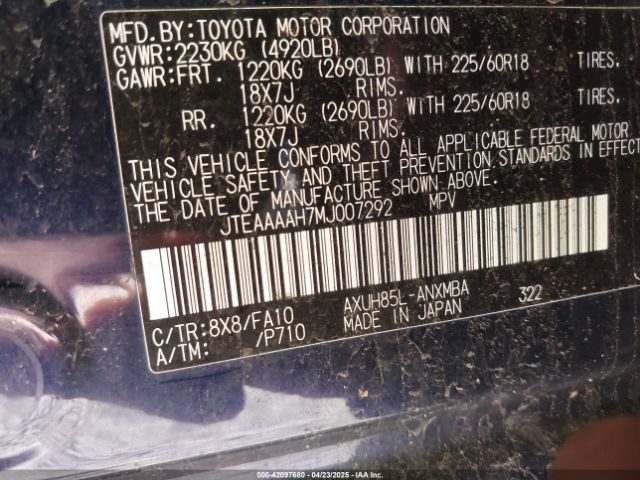 MFD.BY:TOYOTA MOTOR CORPORATION
GVWR:2230KG (4920LB)
GAWR:FRT. 1220KG (2690LB) WITH 225/60R18 TIRES.
18X7J RIMS.
RR. 1220KG (2690LB) WITH 225/60R18 TIRES.
18X7J RIMS.
THIS VEHICLE CONFORMS TO ALL APPLICABLE FEDERAL MOTOR
VEHICLE SAFETY AND THEFT PREVENTION STANDARDS IN EFFECT
THE DATE OF MANUFACTURE SHOWN ABOVE.
JTEAAAAH7MJ007292 MPV
C/TR:8X8/FA10 AXUH85L-ANXMBA 322
A/TM: /P710 MADE IN JAPAN
000-42097680 04/23/2025 IAAI.CA